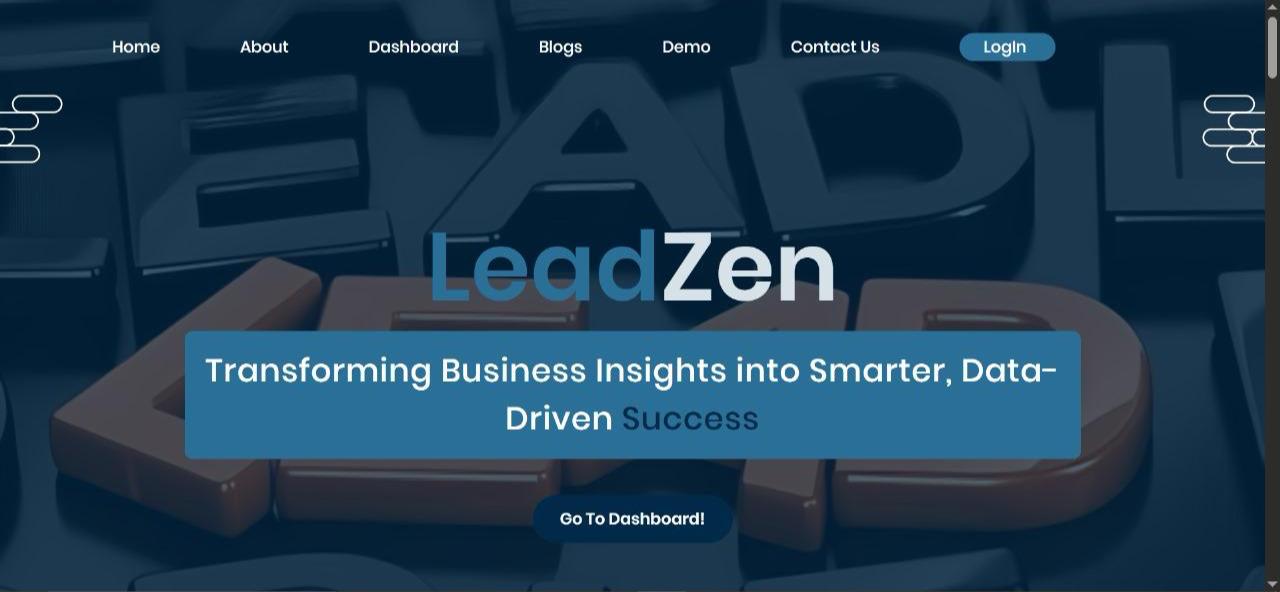 Home About Dashboard Blogs Demo Contact Us LogIn
LeadZen
Transforming Business Insights into Smarter, Data-
Driven Success
Go To Dashboard!
LEAD